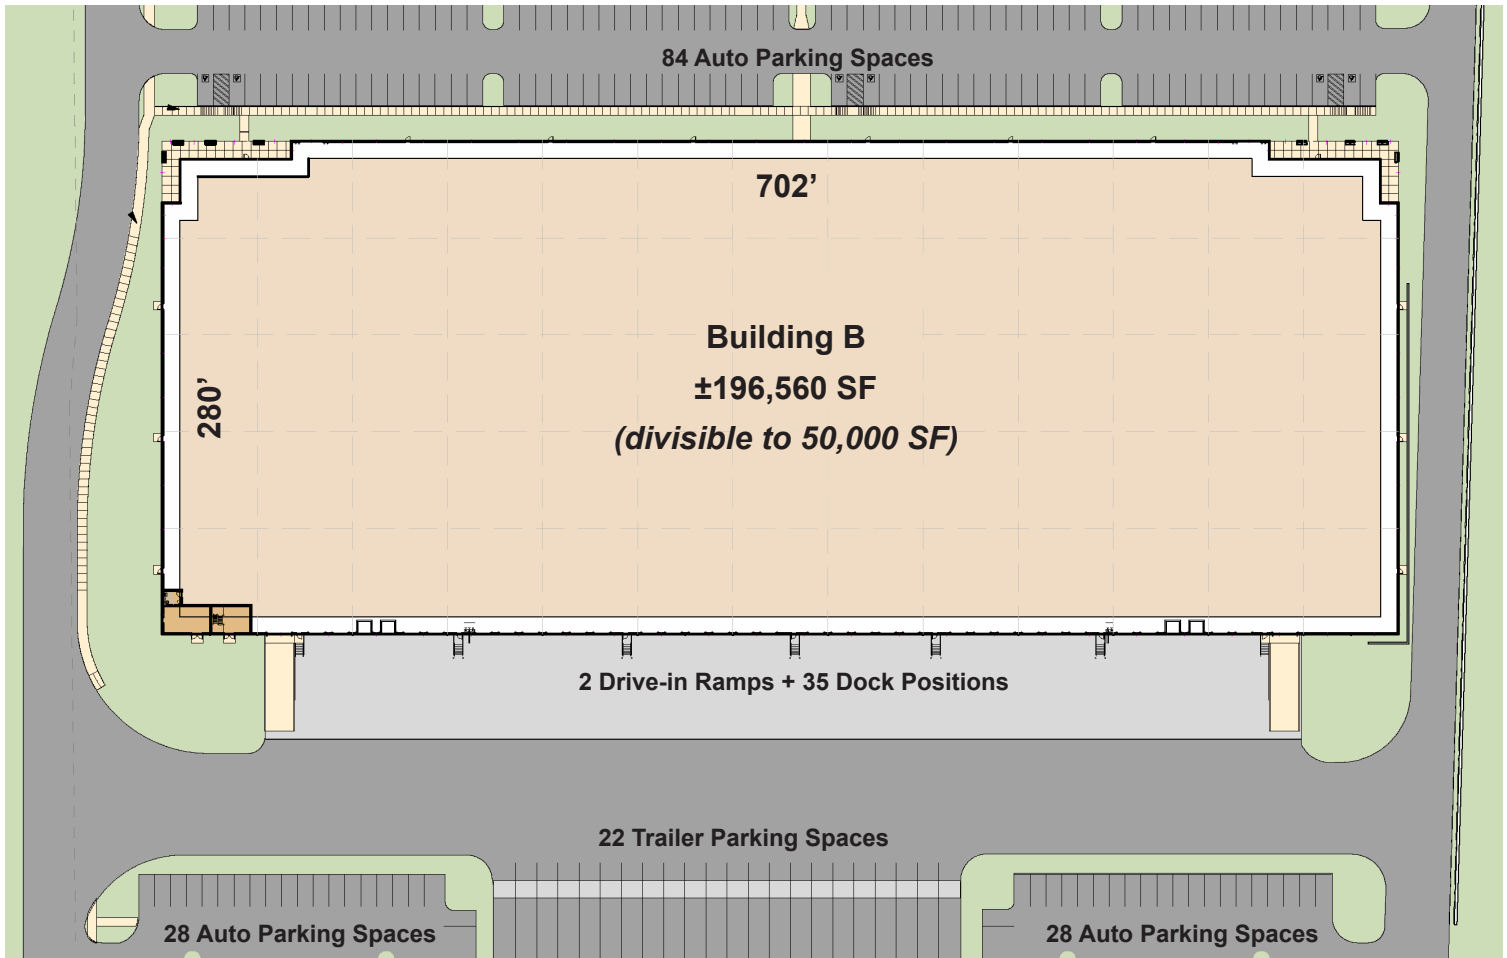 84 Auto Parking Spaces
702’
Building B
±196,560 SF
(divisible to 50,000 SF)
280’
2 Drive-in Ramps + 35 Dock Positions
22 Trailer Parking Spaces
28 Auto Parking Spaces
28 Auto Parking Spaces